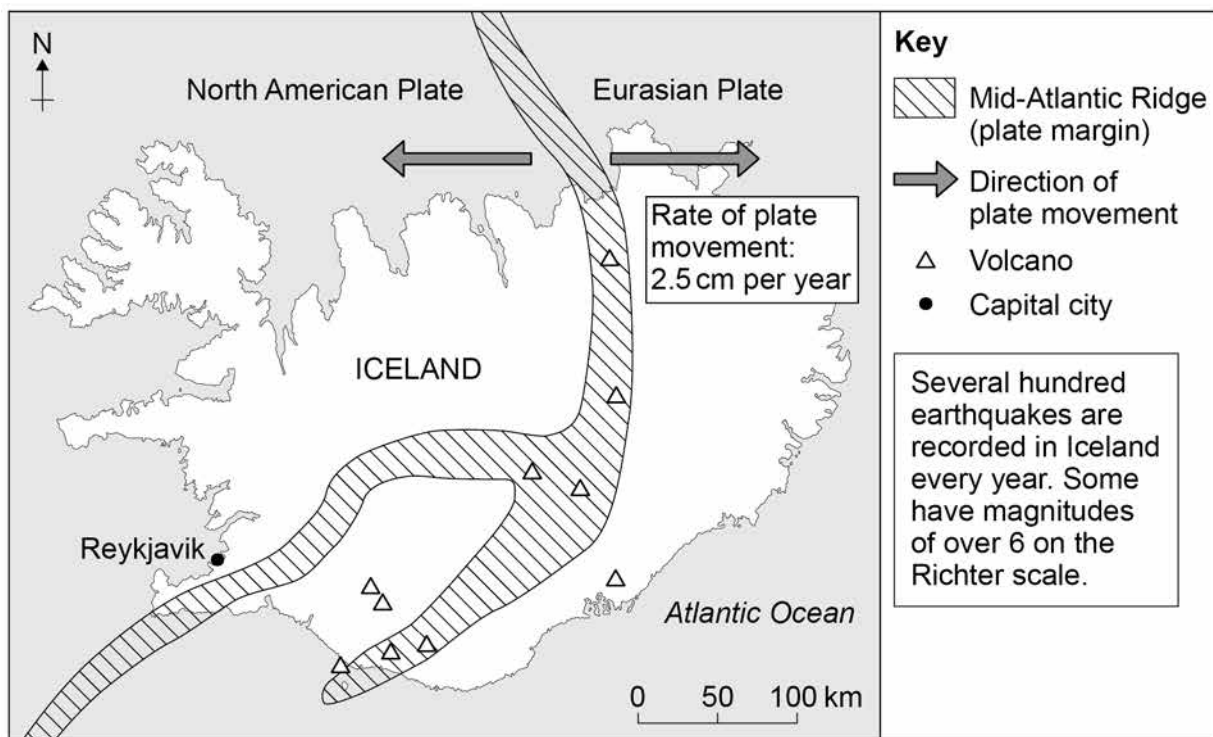 N
North American Plate
Eurasian Plate
Rate of plate
movement:
2.5 cm per year
ICELAND
Reykjavik
Atlantic Ocean
0 50 100 km
Key
Mid-Atlantic Ridge
(plate margin)
Direction of
plate movement
Volcano
Capital city
Several hundred
earthquakes are
recorded in Iceland
every year. Some
have magnitudes
of over 6 on the
Richter scale.